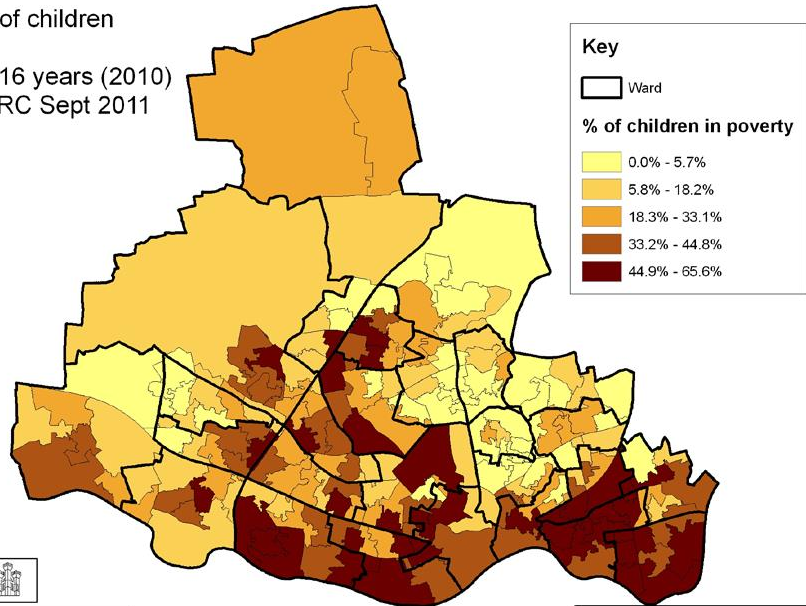 of children
16 years (2010)
RC Sept 2011
Key
Ward
% of children in poverty
0.0% - 5.7%
5.8% - 18.2%
18.3% - 33.1%
33.2% - 44.8%
44.9% - 65.6%